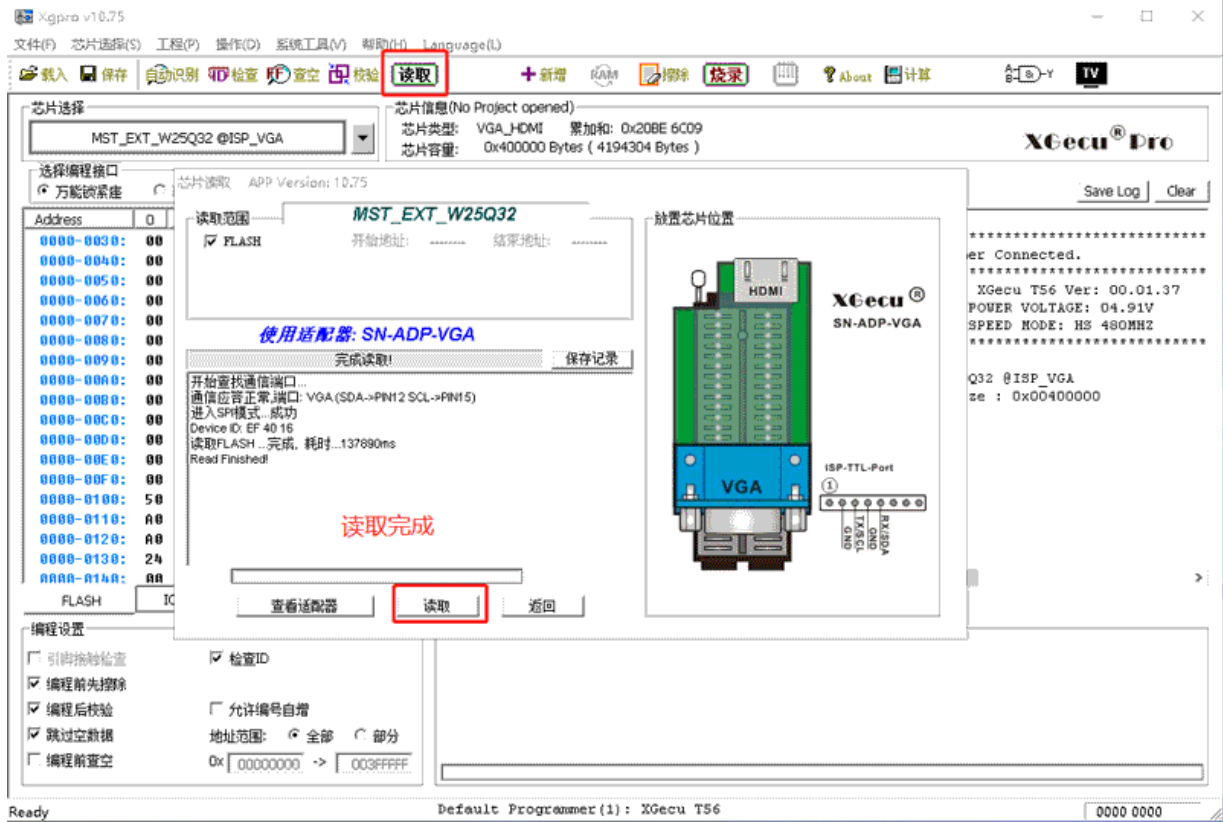 Xgpro v10.75
文件(F) 芯片选择(S) 工程(P) 操作(O) 系统工具(V) 帮助(H) Language(L)
载入 保存 自动识别 检查 查空 校验 读取 新增 RAM 擦除 烧录 About 计算 TV
芯片选择
MST_EXT_W25Q32 @ISP_VGA
芯片信息(No Project opened)
芯片类型: VGA_HDMI 累加和: 0x20BE 6C09
芯片容量: 0x400000 Bytes ( 4194304 Bytes )
XGecu® Pro
选择编程接口
万能锁紧座
Save Log Clear
芯片读取 APP Version: 10.75
读取范围
MST_EXT_W25Q32
FLASH 开始地址: -------- 结束地址: --------
使用适配器: SN-ADP-VGA
完成读取!
保存记录
开始查找通信端口...
通信应答正常,端口: VGA (SDA->PIN12 SCL->PIN15)
进入SPI模式...成功
Device ID: EF 40 16
读取FLASH ...完成, 耗时...137890ms
Read Finished!
读取完成
查看适配器 读取 返回
放置芯片位置
HDMI
XGecu®
SN-ADP-VGA
VGA
ISP-TTL-Port
1
GND
TX/SCL
GND
RX/SDA
Address 0
0000-0030: 00
0000-0040: 00
0000-0050: 00
0000-0060: 00
0000-0070: 00
0000-0080: 00
0000-0090: 00
0000-00A0: 00
0000-00B0: 00
0000-00C0: 00
0000-00D0: 00
0000-00E0: 00
0000-00F0: 00
0000-0100: 50
0000-0110: A0
0000-0120: A0
0000-0130: 24
0000-0140: 00
FLASH IC
****************************
er Connected.
****************************
XGecu T56 Ver: 00.01.37
POWER VOLTAGE: 04.91V
SPEED MODE: HS 480MHZ
****************************
Q32 @ISP_VGA
ze : 0x00400000
编程设置
引脚接触检查 检查ID
编程前先擦除
编程后校验 允许编号自增
跳过空数据 地址范围: 全部 部分
编程前查空 0x 00000000 -> 003FFFFF
Ready Default Programmer(1): XGecu T56 0000 0000